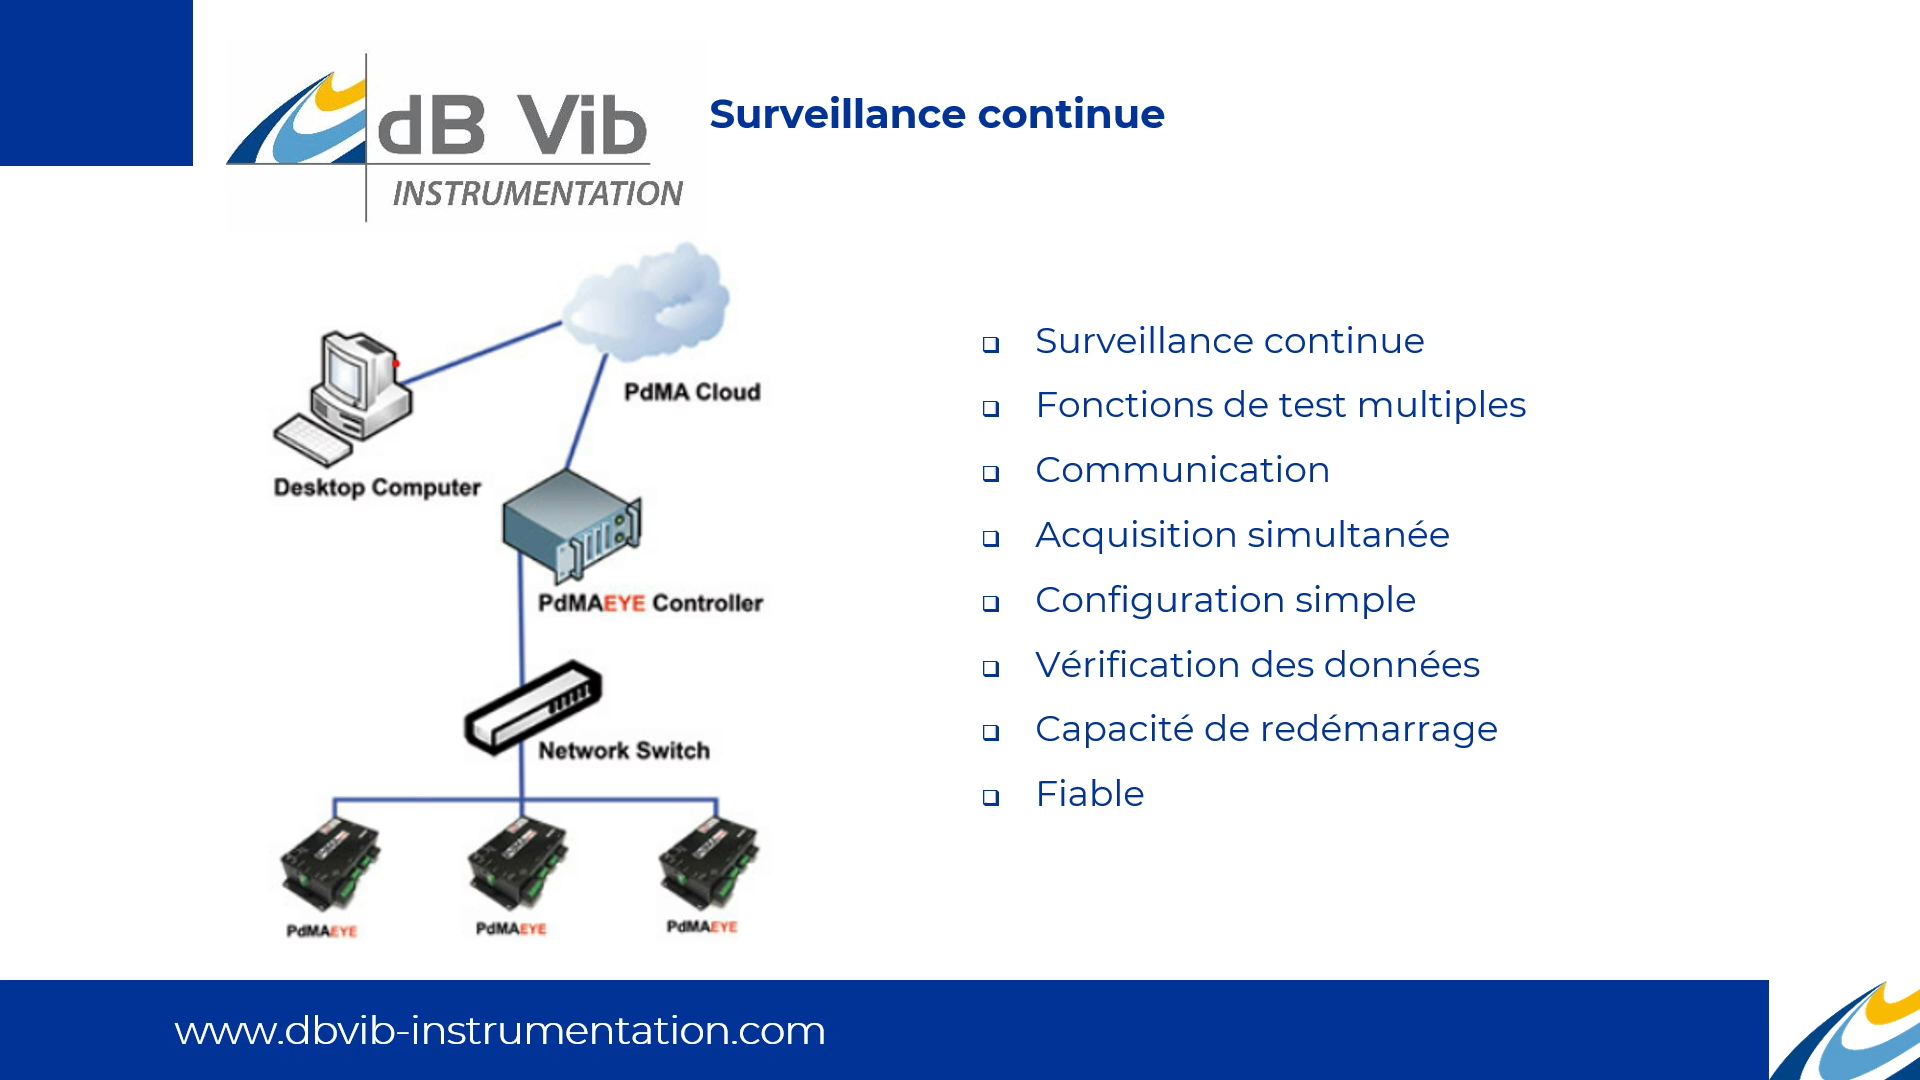 dB Vib
INSTRUMENTATION
Surveillance continue
PdMA Cloud
Desktop Computer
PdMAEYE Controller
Network Switch
PdMAEYE
PdMAEYE
PdMAEYE
Surveillance continue
Fonctions de test multiples
Communication
Acquisition simultanée
Configuration simple
Vérification des données
Capacité de redémarrage
Fiable
www.dbvib-instrumentation.com